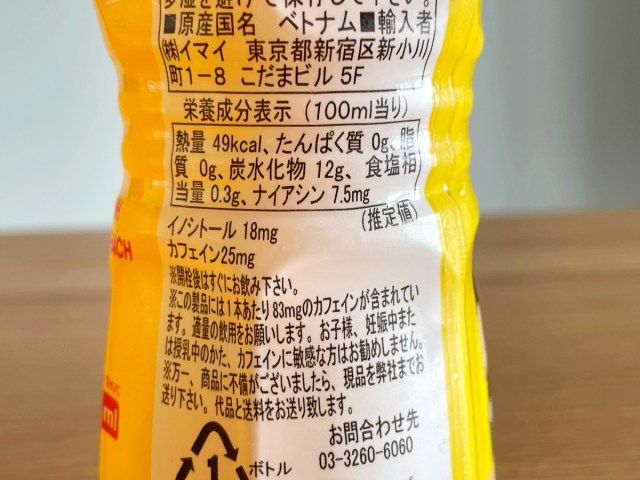 多湿を避けて保存して下さい。
■原産国名 ベトナム■輸入者
㈱イマイ 東京都新宿区新小川
町1-8 こだまビル 5F
栄養成分表示(100ml当り)
熱量 49kcal、たんぱく質 0g、脂
質 0g、炭水化物 12g、食塩相
当量 0.3g、ナイアシン 7.5mg
(推定値)
イノシトール 18mg
カフェイン25mg
※開栓後はすぐにお飲み下さい。
※この製品には1本あたり83mgのカフェインが含まれてい
ます。適量の飲用をお願いします。お子様、妊娠中また
は授乳中のかた、カフェインに敏感な方はお勧めしません。
※万一、商品に不備がございましたら、現品を弊社までお
送り下さい。代品と送料をお送り致します。
お問合わせ先
03-3260-6060
1
ボトル
ml